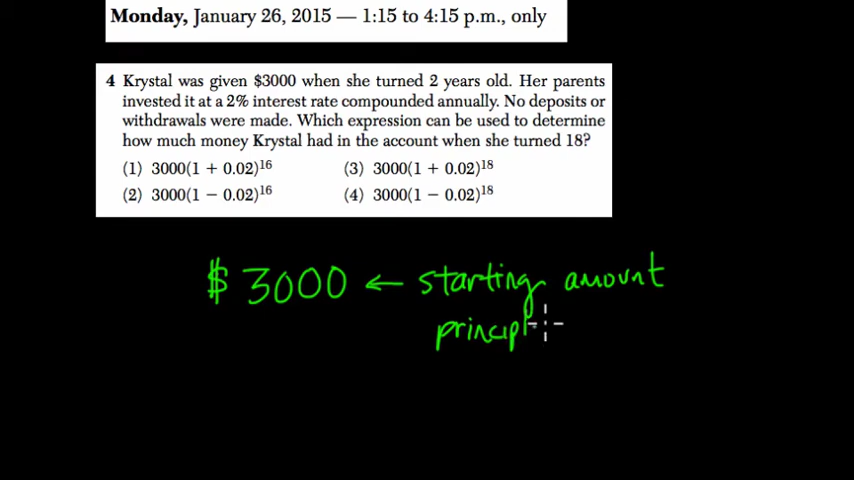 Monday, January 26, 2015 — 1:15 to 4:15 p.m., only
4 Krystal was given $3000 when she turned 2 years old. Her parents
invested it at a 2% interest rate compounded annually. No deposits or
withdrawals were made. Which expression can be used to determine
how much money Krystal had in the account when she turned 18?
(1) 3000(1 + 0.02)¹⁶ (3) 3000(1 + 0.02)¹⁸
(2) 3000(1 − 0.02)¹⁶ (4) 3000(1 − 0.02)¹⁸
$ 3000 ← starting amount
princip